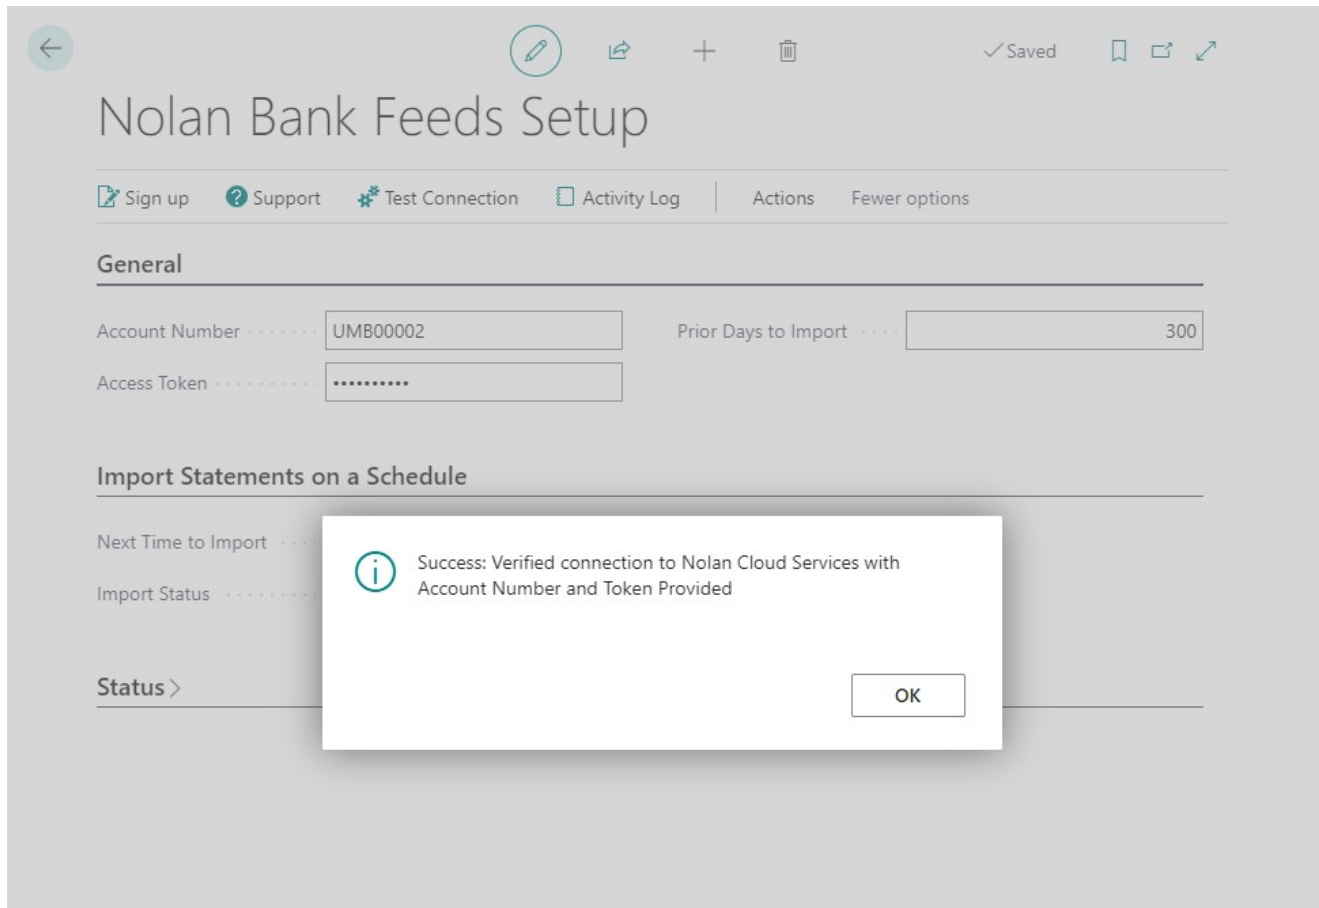 Saved
Nolan Bank Feeds Setup
Sign up Support Test Connection Activity Log Actions Fewer options
General
Account Number UMB00002 Prior Days to Import 300
Access Token ••••••••••
Import Statements on a Schedule
Next Time to Import
Import Status
Success: Verified connection to Nolan Cloud Services with
Account Number and Token Provided
Status
OK